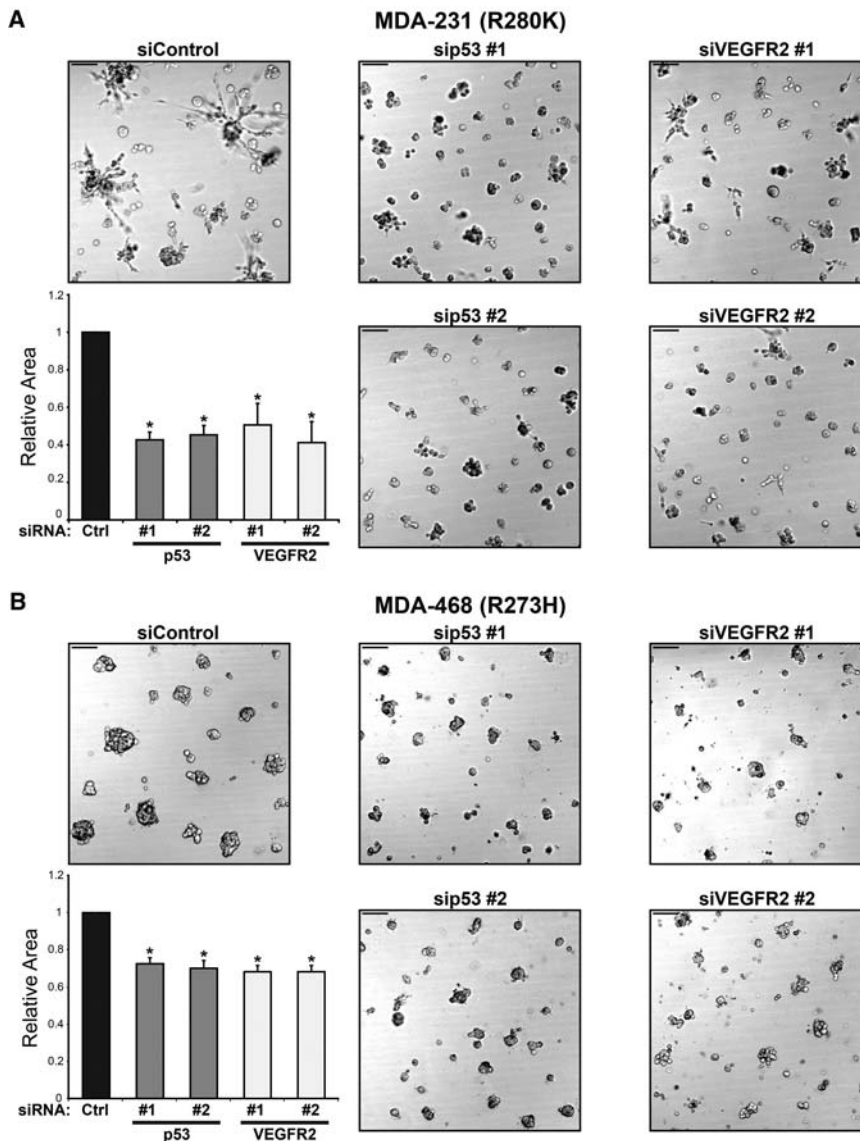 A
MDA-231 (R280K)
siControl
sip53 #1
siVEGFR2 #1
sip53 #2
siVEGFR2 #2
Relative Area
1.2
1
0.8
0.6
0.4
0.2
0
*
*
*
*
siRNA: Ctrl #1 #2 #1 #2
p53 VEGFR2
B
MDA-468 (R273H)
siControl
sip53 #1
siVEGFR2 #1
sip53 #2
siVEGFR2 #2
Relative Area
1.2
1
0.8
0.6
0.4
0.2
0
*
*
*
*
siRNA: Ctrl #1 #2 #1 #2
p53 VEGFR2